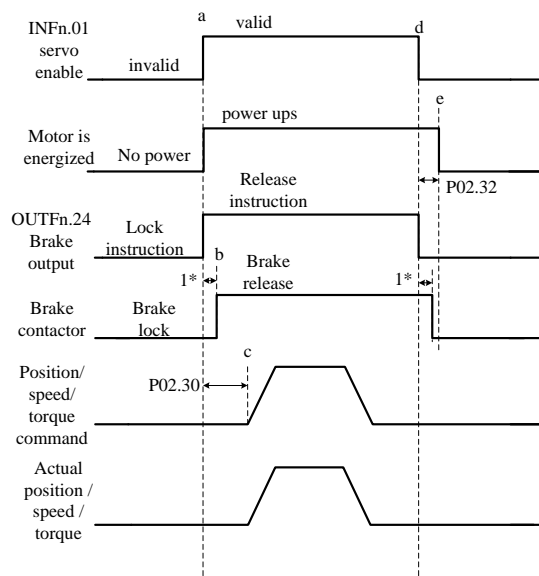 a
INFn.01
servo
enable
valid
invalid
d
e
Motor is
energized
power ups
No power
P02.32
OUTFn.24
Brake
output
Release
instruction
Lock
instruction
1*
b
Brake
release
1*
Brake
contactor
Brake
lock
c
Position/
speed/
torque
command
P02.30
Actual
position /
speed /
torque